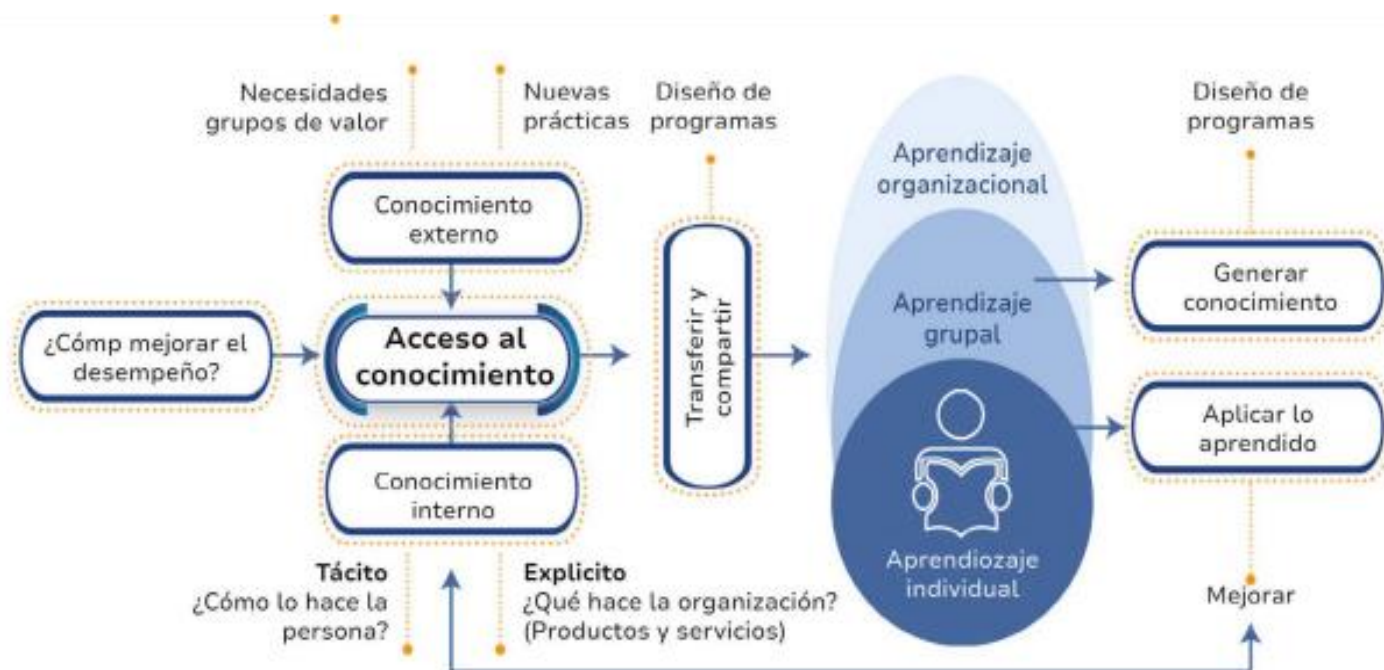 Necesidades
grupos de valor
Nuevas
prácticas
Diseño de
programas
Conocimiento
externo
¿Cómp mejorar el
desempeño?
Acceso al
conocimiento
Conocimiento
interno
Tácito
¿Cómo lo hace la
persona?
Explicito
¿Qué hace la organización?
(Productos y servicios)
Transferir y
compartir
Aprendizaje
organizacional
Aprendizaje
grupal
Aprendiozaje
individual
Diseño de
programas
Generar
conocimiento
Aplicar lo
aprendido
Mejorar